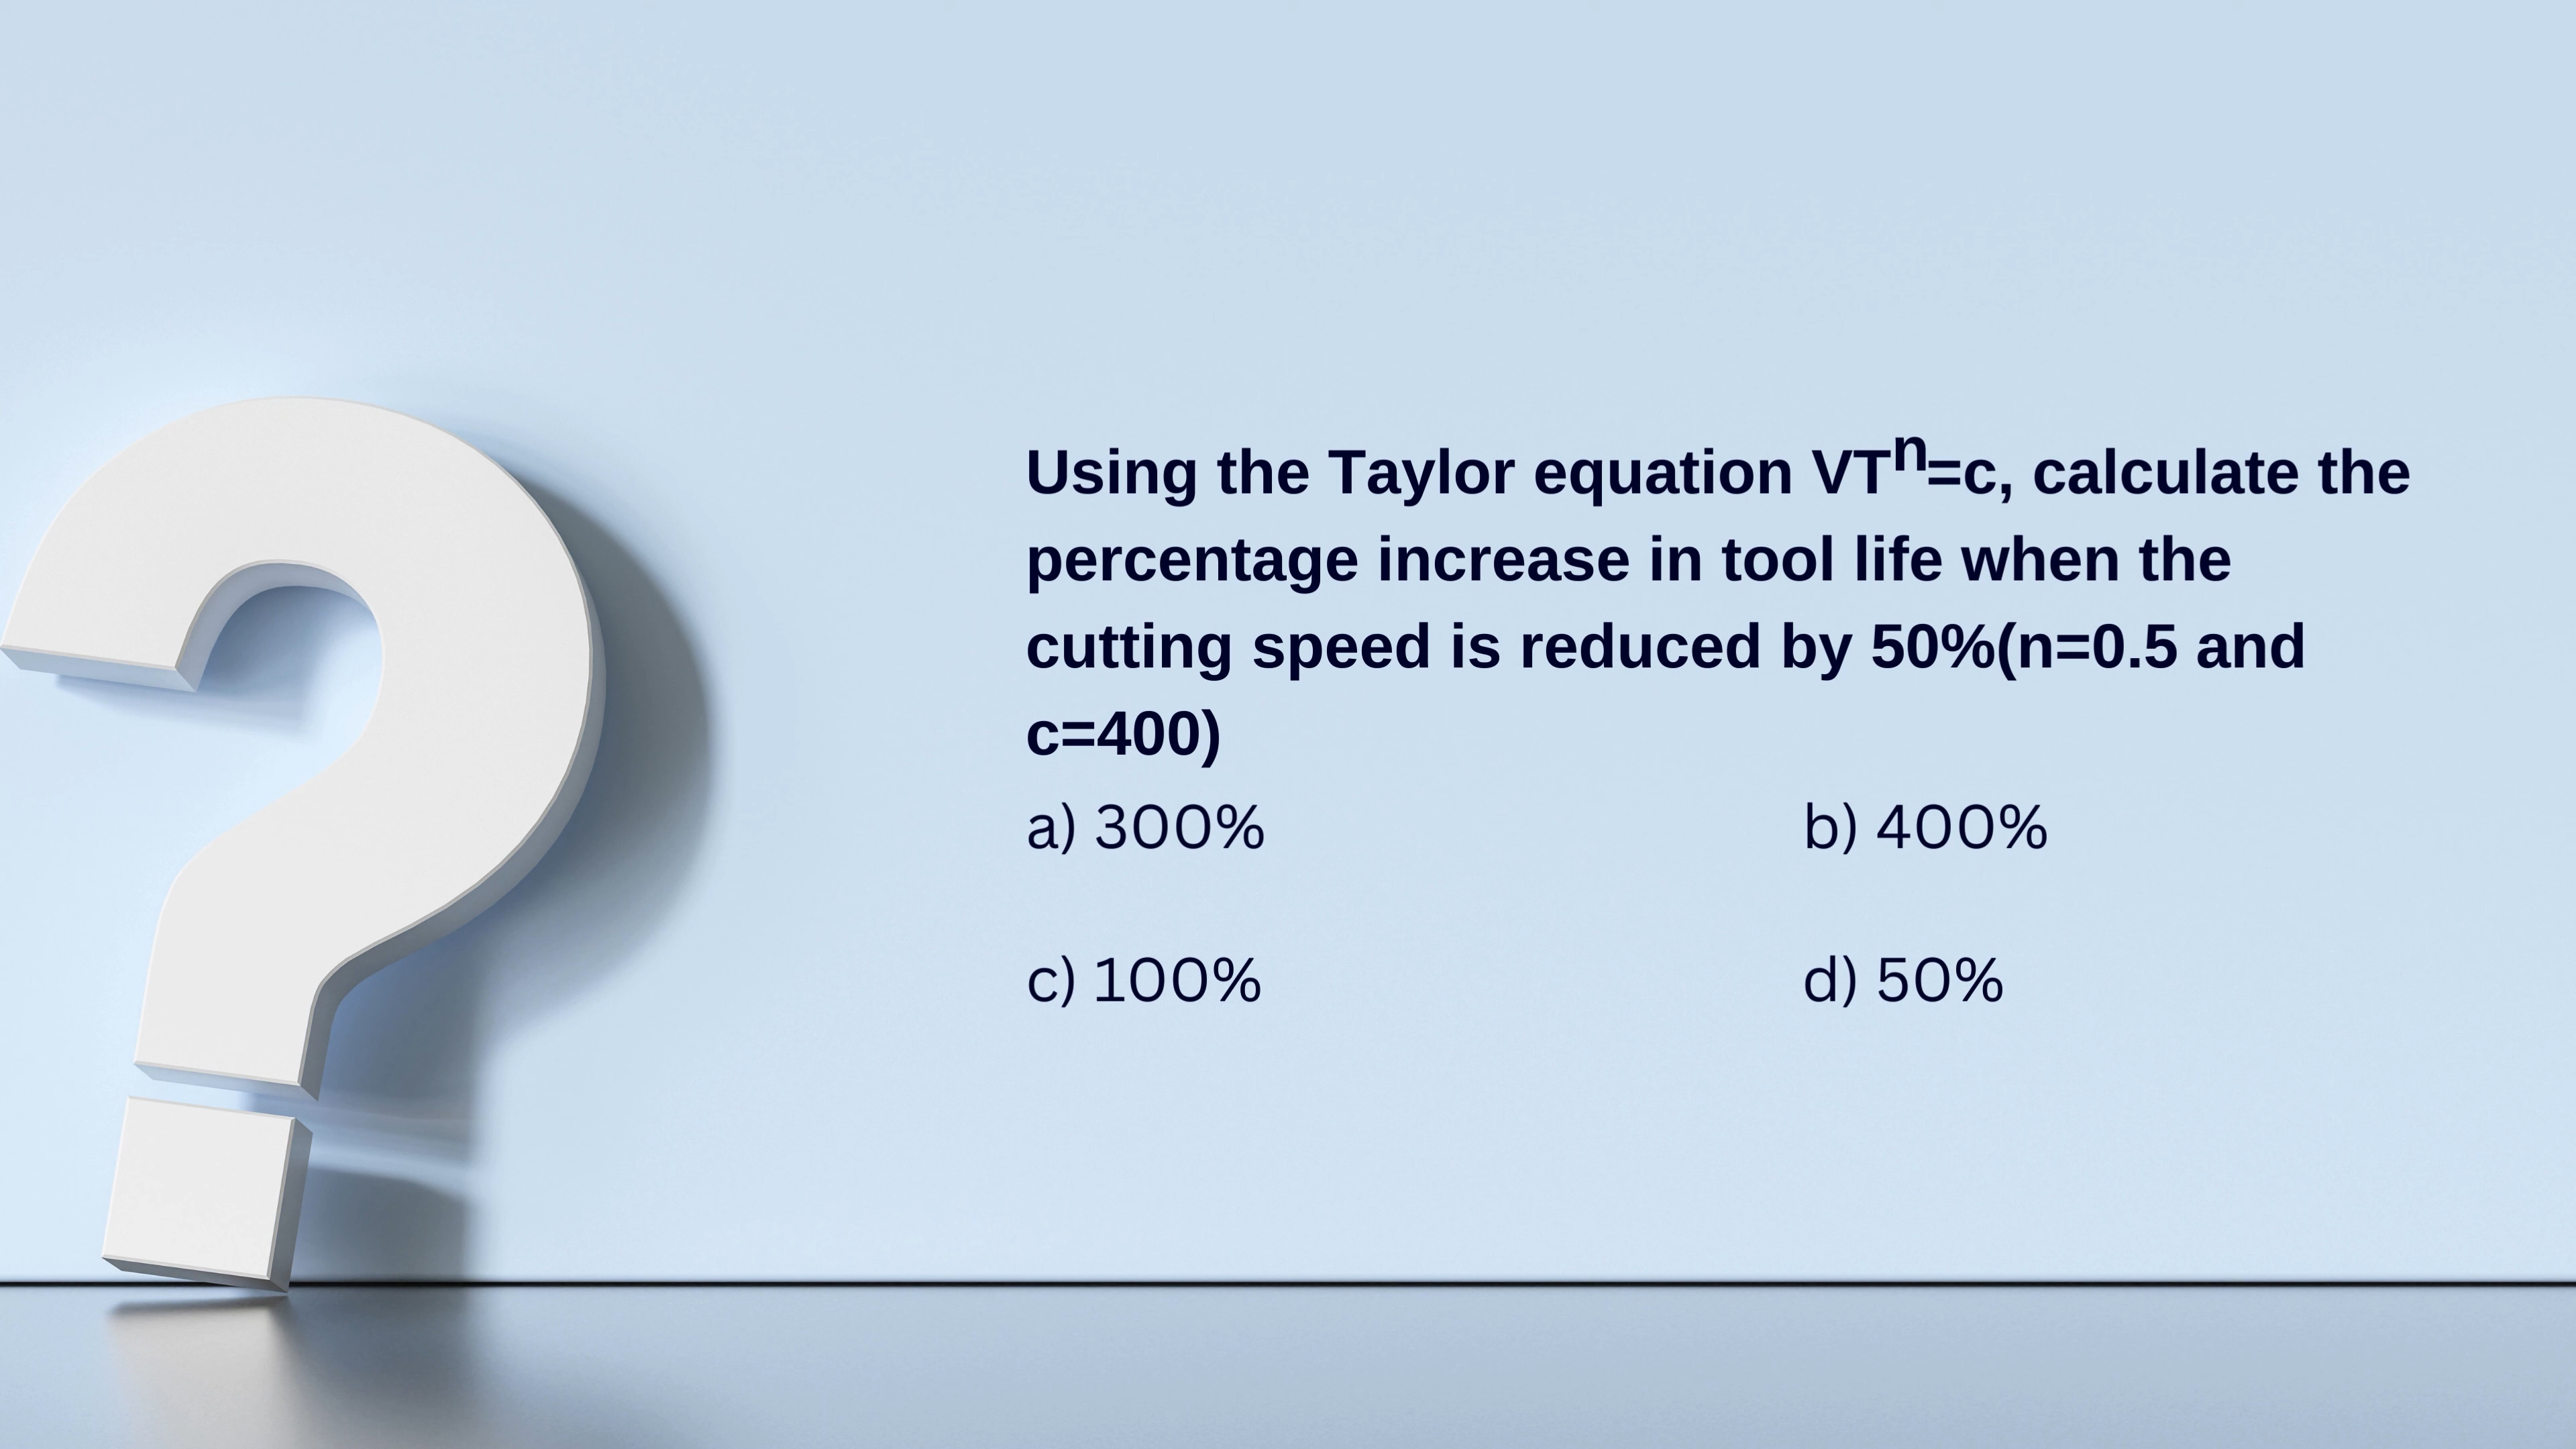 Using the Taylor equation VTⁿ=c, calculate the
percentage increase in tool life when the
cutting speed is reduced by 50%(n=0.5 and
c=400)
a) 300% b) 400%
c) 100% d) 50%